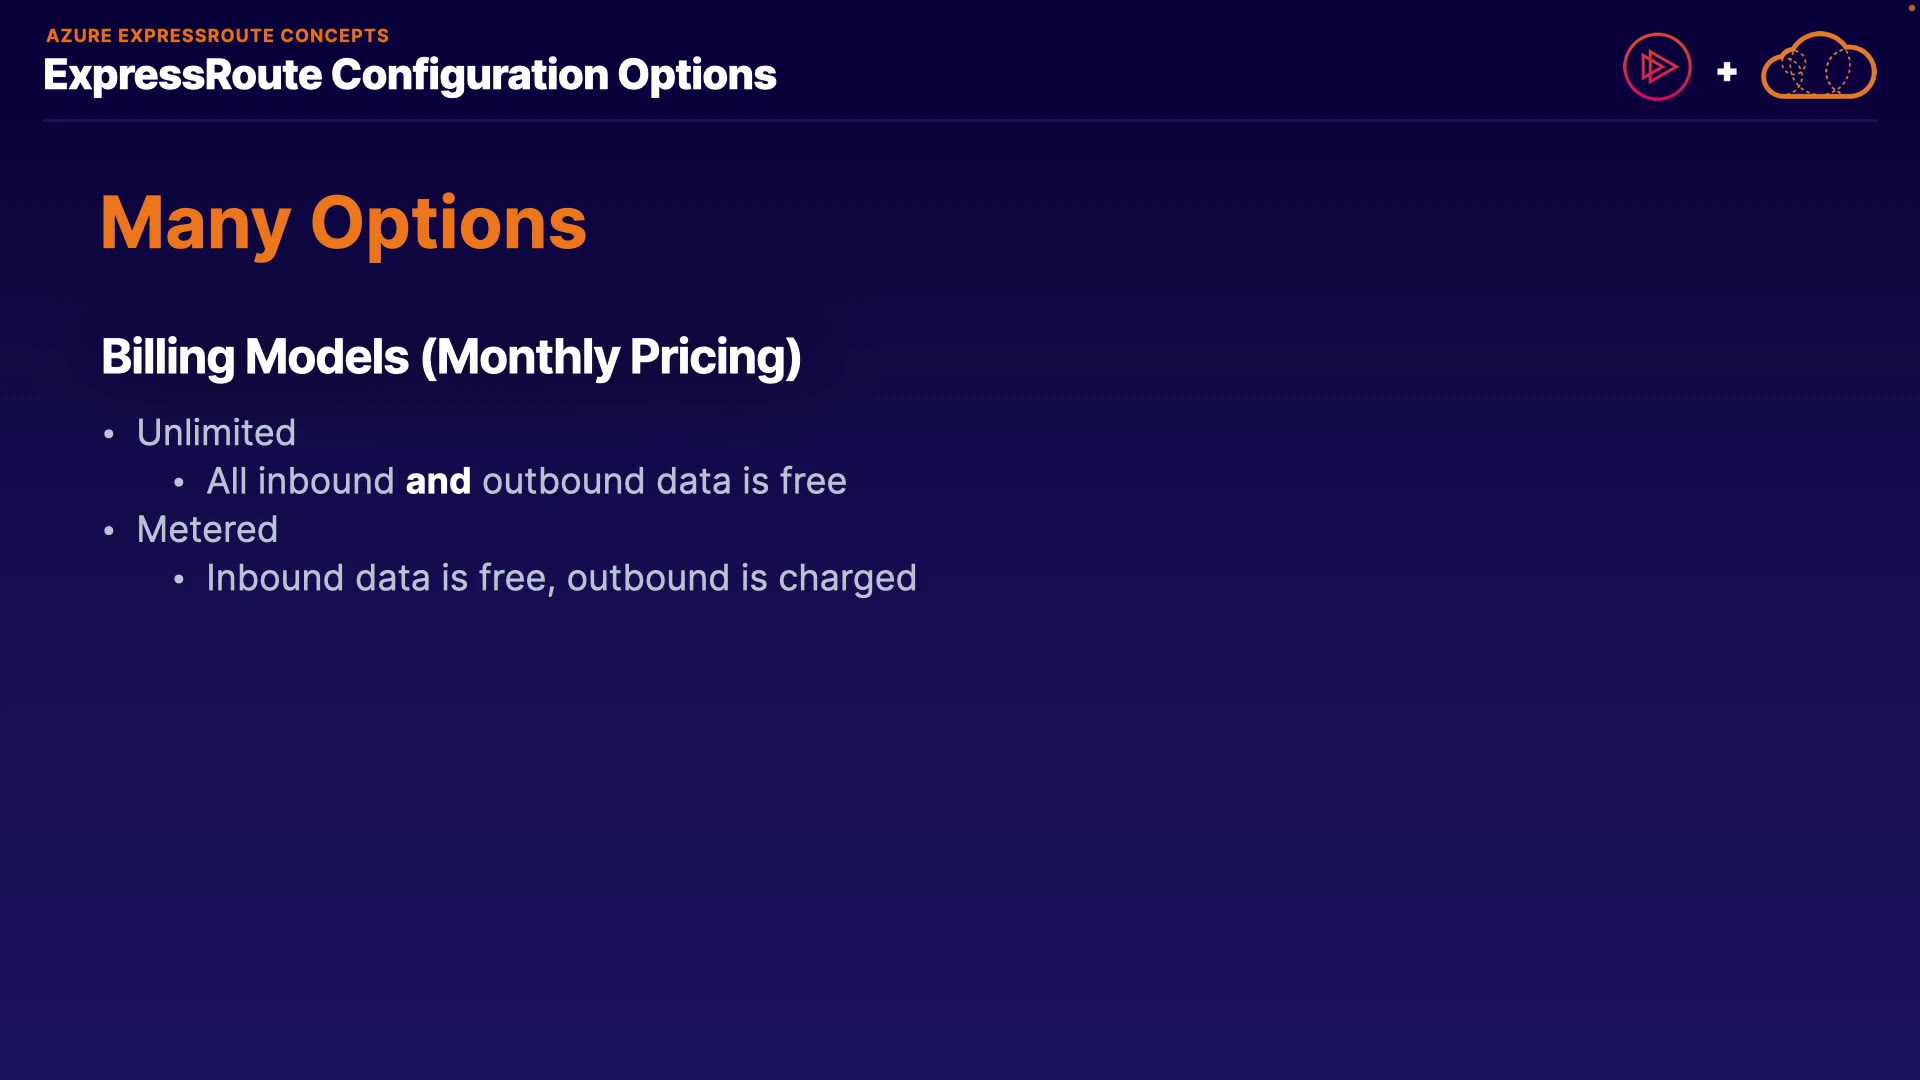 AZURE EXPRESSROUTE CONCEPTS
ExpressRoute Configuration Options
+
Many Options
Billing Models (Monthly Pricing)
• Unlimited
• All inbound and outbound data is free
• Metered
• Inbound data is free, outbound is charged